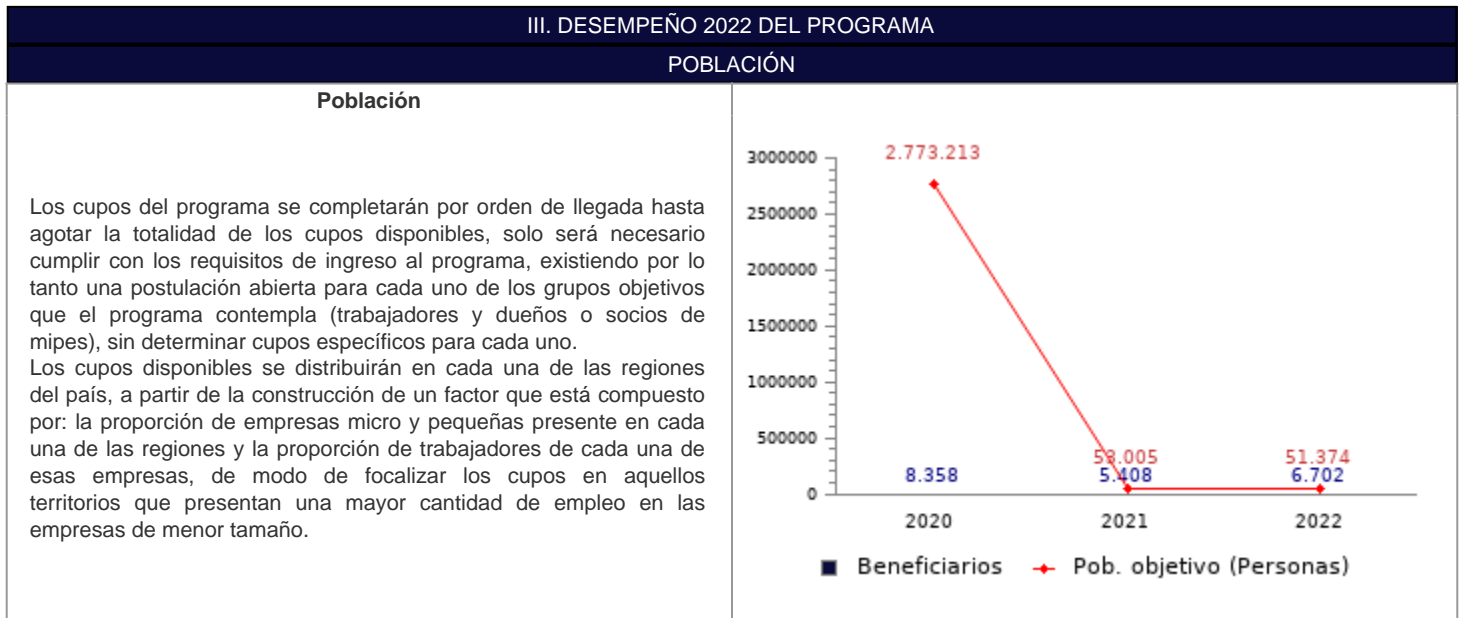 III. DESEMPEÑO 2022 DEL PROGRAMA
POBLACIÓN
Población
Los cupos del programa se completarán por orden de llegada hasta
agotar la totalidad de los cupos disponibles, solo será necesario
cumplir con los requisitos de ingreso al programa, existiendo por lo
tanto una postulación abierta para cada uno de los grupos objetivos
que el programa contempla (trabajadores y dueños o socios de
mipes), sin determinar cupos específicos para cada uno.
Los cupos disponibles se distribuirán en cada una de las regiones
del país, a partir de la construcción de un factor que está compuesto
por: la proporción de empresas micro y pequeñas presente en cada
una de las regiones y la proporción de trabajadores de cada una de
esas empresas, de modo de focalizar los cupos en aquellos
territorios que presentan una mayor cantidad de empleo en las
empresas de menor tamaño.
3000000
2500000
2000000
1500000
1000000
500000
0
2.773.213
53.005
51.374
8.358
5.408
6.702
2020
2021
2022
Beneficiarios
Pob. objetivo (Personas)